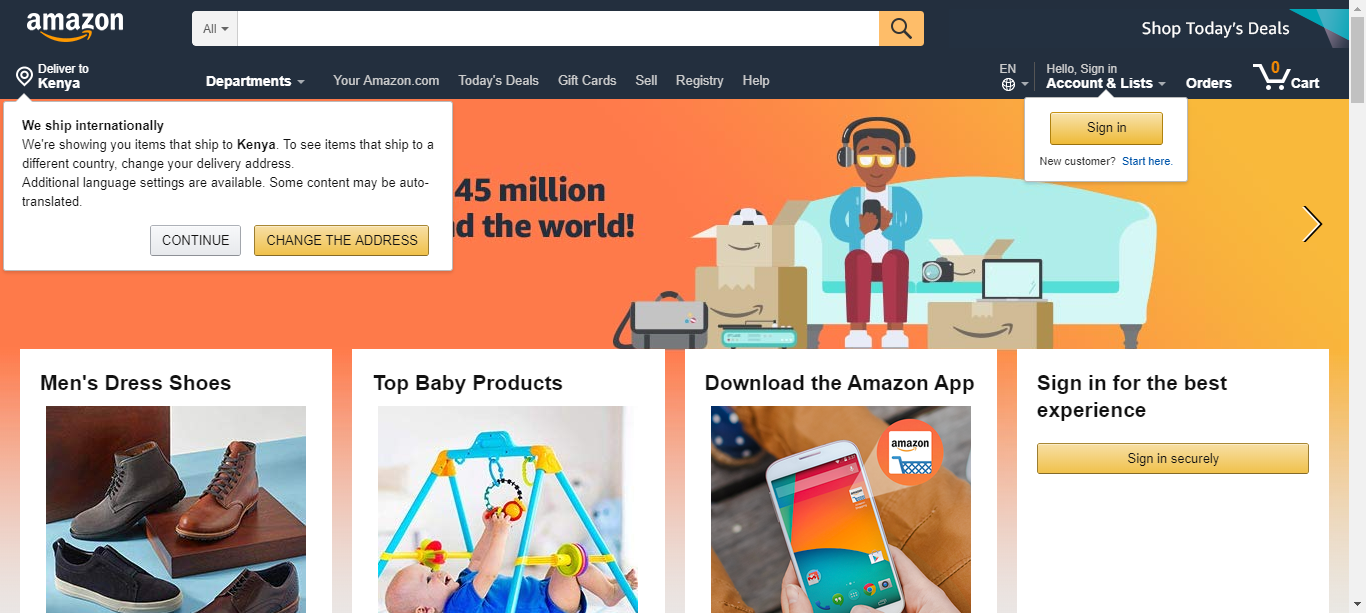 amazon
All
Shop Today's Deals
Deliver to
Kenya
Departments
Your Amazon.com
Today's Deals
Gift Cards
Sell
Registry
Help
EN
Hello, Sign in
Account & Lists
Orders
0
Cart
We ship internationally
We're showing you items that ship to Kenya. To see items that ship to a
different country, change your delivery address.
Additional language settings are available. Some content may be auto-
translated.
CONTINUE
CHANGE THE ADDRESS
Sign in
New customer? Start here.
45 million
d the world!
Men's Dress Shoes
Top Baby Products
Download the Amazon App
Sign in for the best
experience
amazon
Sign in securely